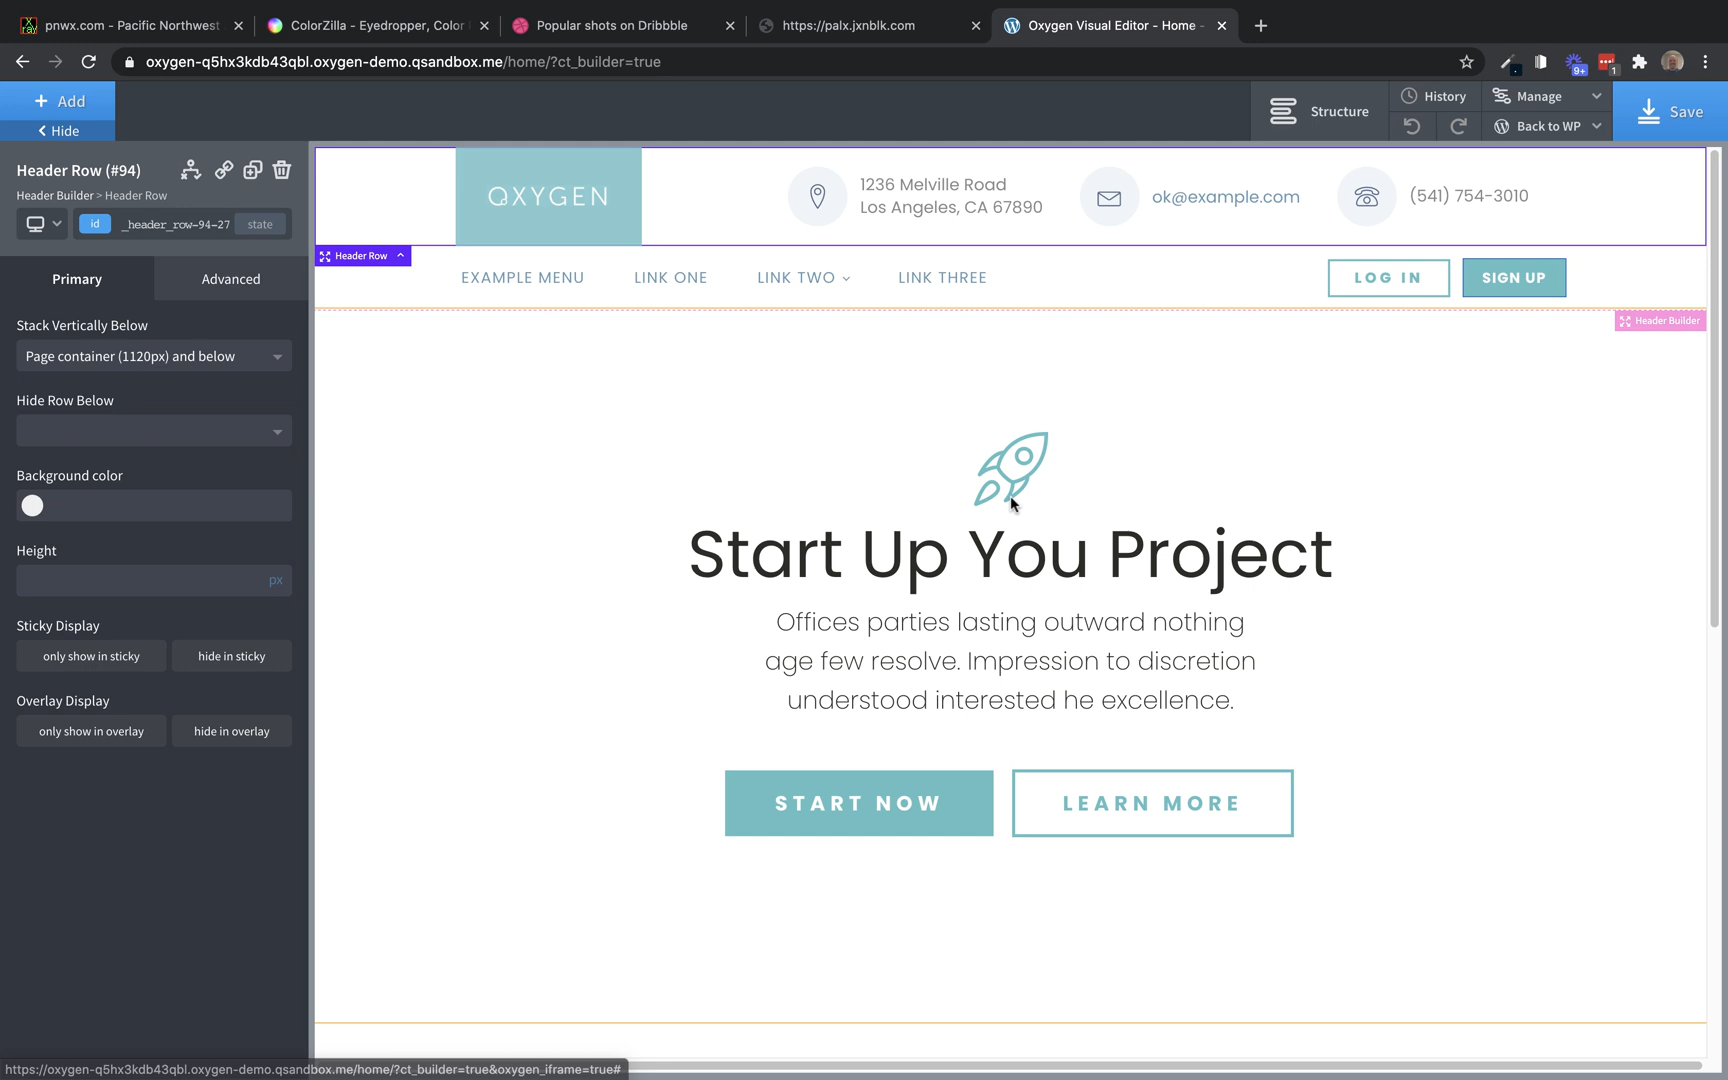 pnwx.com - Pacific Northwest
ColorZilla - Eyedropper, Color
Popular shots on Dribbble
https://palx.jxnblk.com
Oxygen Visual Editor - Home -
oxygen-q5hx3kdb43qbl.oxygen-demo.qsandbox.me/home/?ct_builder=true
9+
1
+ Add
Hide
Structure
History
Manage
Back to WP
Save
Header Row (#94)
Header Builder > Header Row
id
_header_row-94-27
state
Primary
Advanced
Stack Vertically Below
Page container (1120px) and below
Hide Row Below
Background color
Height
px
Sticky Display
only show in sticky
hide in sticky
Overlay Display
only show in overlay
hide in overlay
OXYGEN
1236 Melville Road
Los Angeles, CA 67890
ok@example.com
(541) 754-3010
Header Row
EXAMPLE MENU
LINK ONE
LINK TWO
LINK THREE
LOG IN
SIGN UP
Header Builder
Start Up You Project
Offices parties lasting outward nothing
age few resolve. Impression to discretion
understood interested he excellence.
START NOW
LEARN MORE
https://oxygen-q5hx3kdb43qbl.oxygen-demo.qsandbox.me/home/?ct_builder=true&oxygen_iframe=true#